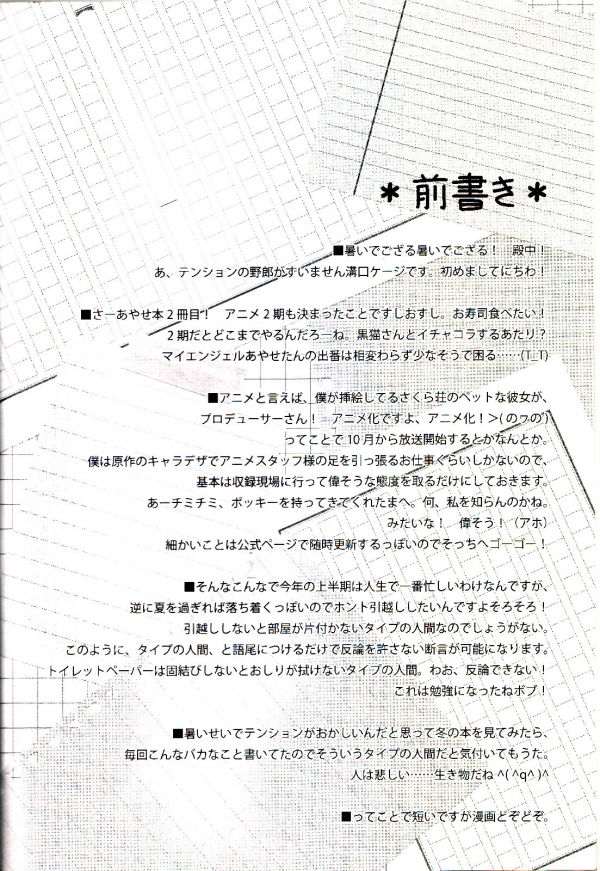 ＊前書き＊
■暑いでござる暑いでござる！　殿中！
あ、テンションの野郎がすいません溝口ケージです。初めましてにちわ！
■さーあやせ本２冊目！　アニメ２期も決まったことですしおすし。お寿司食べたい！
２期だとどこまでやるんだろーね。黒猫さんとイチャコラするあたり？
マイエンジェルあやせたんの出番は相変わらず少なそうで困る……(T_T)
■アニメと言えば、僕が挿絵してるさくら荘のペットな彼女が、
プロデューサーさん！　アニメ化ですよ、アニメ化！＞( のヮの')
ってことで10月から放送開始するとかなんとか。
僕は原作のキャラデザでアニメスタッフ様の足を引っ張るお仕事ぐらいしかないので、
基本は収録現場に行って偉そうな態度を取るだけにしておきます。
あーチミチミ、ポッキーを持ってきてくれたまへ。何、私を知らんのかね。
みたいな！　偉そう！（アホ）
細かいことは公式ページで随時更新するっぽいのでそっちへゴーゴー！
■そんなこんなで今年の上半期は人生で一番忙しいわけなんですが、
逆に夏を過ぎれば落ち着くっぽいのでホント引越ししたいんですよそろそろ！
引越ししないと部屋が片付かないタイプの人間なのでしょうがない。
このように、タイプの人間、と語尾につけるだけで反論を許さない断言が可能になります。
トイレットペーパーは固結びしないとおしりが拭けないタイプの人間。わお、反論できない！
これは勉強になったねボブ！
■暑いせいでテンションがおかしいんだと思って冬の本を見てみたら、
毎回こんなバカなこと書いてたのでそういうタイプの人間だと気付いてもうた。
人は悲しい……生き物だね ^( ^q^ )^
■ってことで短いですが漫画どぞどぞ。